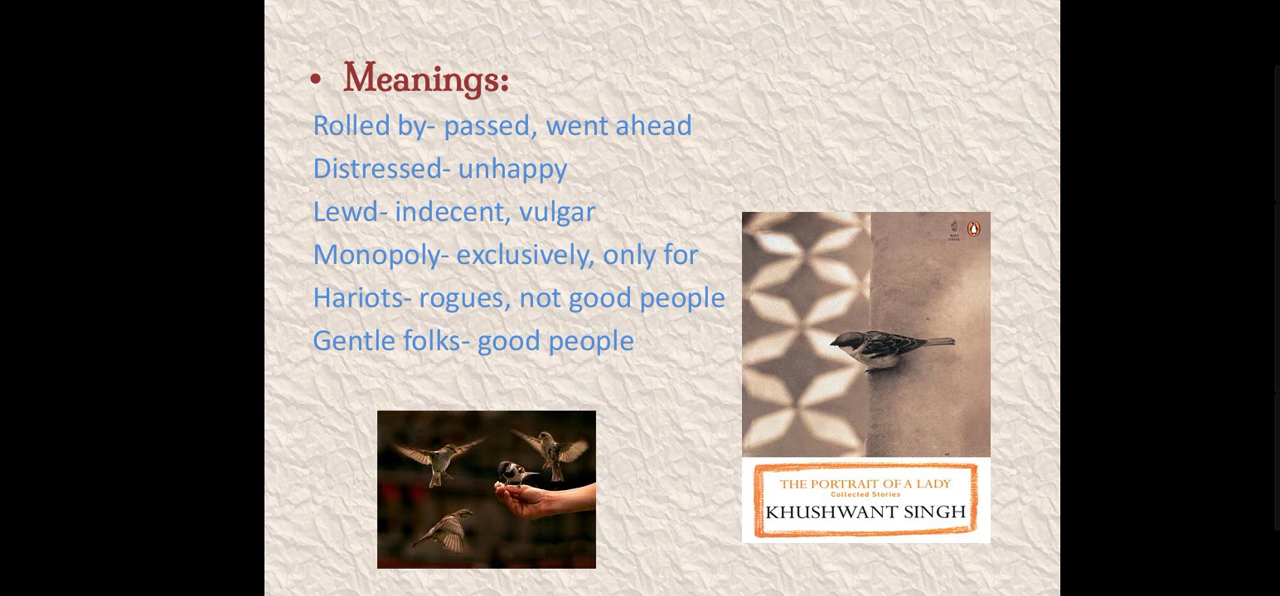 • Meanings:
Rolled by- passed, went ahead
Distressed- unhappy
Lewd- indecent, vulgar
Monopoly- exclusively, only for
Hariots- rogues, not good people
Gentle folks- good people
THE PORTRAIT OF A LADY
Collected Stories
KHUSHWANT SINGH